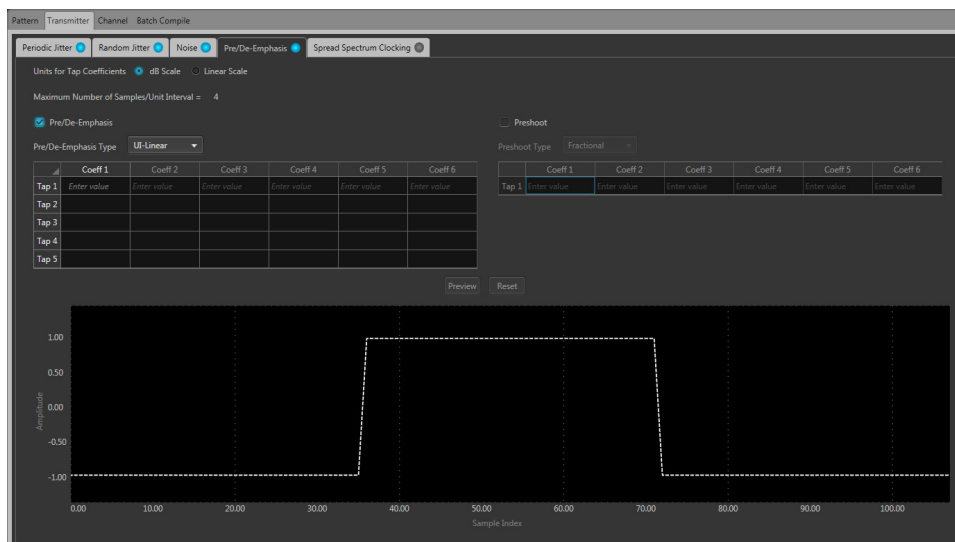 Pattern Transmitter Channel Batch Compile
Periodic Jitter Random Jitter Noise Pre/De-Emphasis Spread Spectrum Clocking
Units for Tap Coefficients dB Scale Linear Scale
Maximum Number of Samples/Unit Interval = 4
Pre/De-Emphasis Preshoot
Pre/De-Emphasis Type UI-Linear Preshoot Type Fractional
Coeff 1 Coeff 2 Coeff 3 Coeff 4 Coeff 5 Coeff 6 Coeff 1 Coeff 2 Coeff 3 Coeff 4 Coeff 5 Coeff 6
Tap 1 Enter value Enter value Enter value Enter value Enter value Enter value Tap 1 Enter value Enter value Enter value Enter value Enter value Enter value
Tap 2
Tap 3
Tap 4
Tap 5
Preview Reset
1.00
0.50
0.00
-0.50
-1.00
Amplitude
0.00 10.00 20.00 30.00 40.00 50.00 60.00 70.00 80.00 90.00 100.00
Sample Index